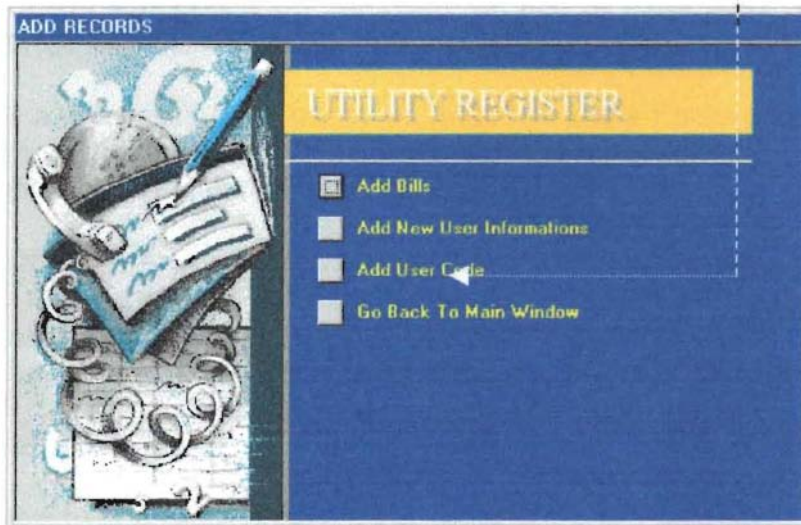 ADD RECORDS
UTILITY REGISTER
Add Bills
Add New User Informations
Add User Code
Go Back To Main Window